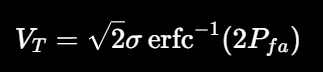 V_T = √2σ erfc⁻¹(2P_{fa})